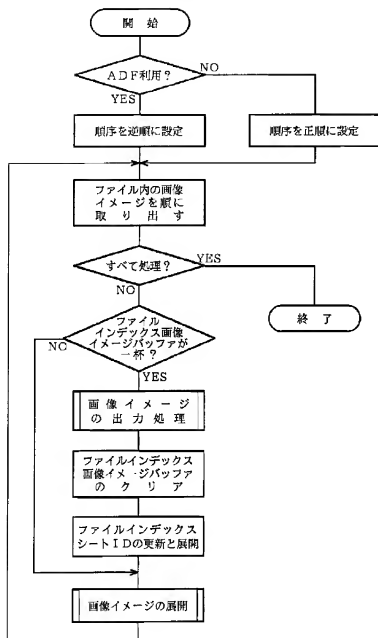 開始
ADF利用?
NO
YES
順序を逆順に設定
順序を正順に設定
ファイル内の画像
イメージを順に
取り出す
すべて処理?
YES
NO
終了
ファイル
インデックス画像
イメージバッファが
一杯?
NO
YES
画像イメージ
の出力処理
ファイルインデックス
画像イメージバッファ
のクリア
ファイルインデックス
シートIDの更新と展開
画像イメージの展開